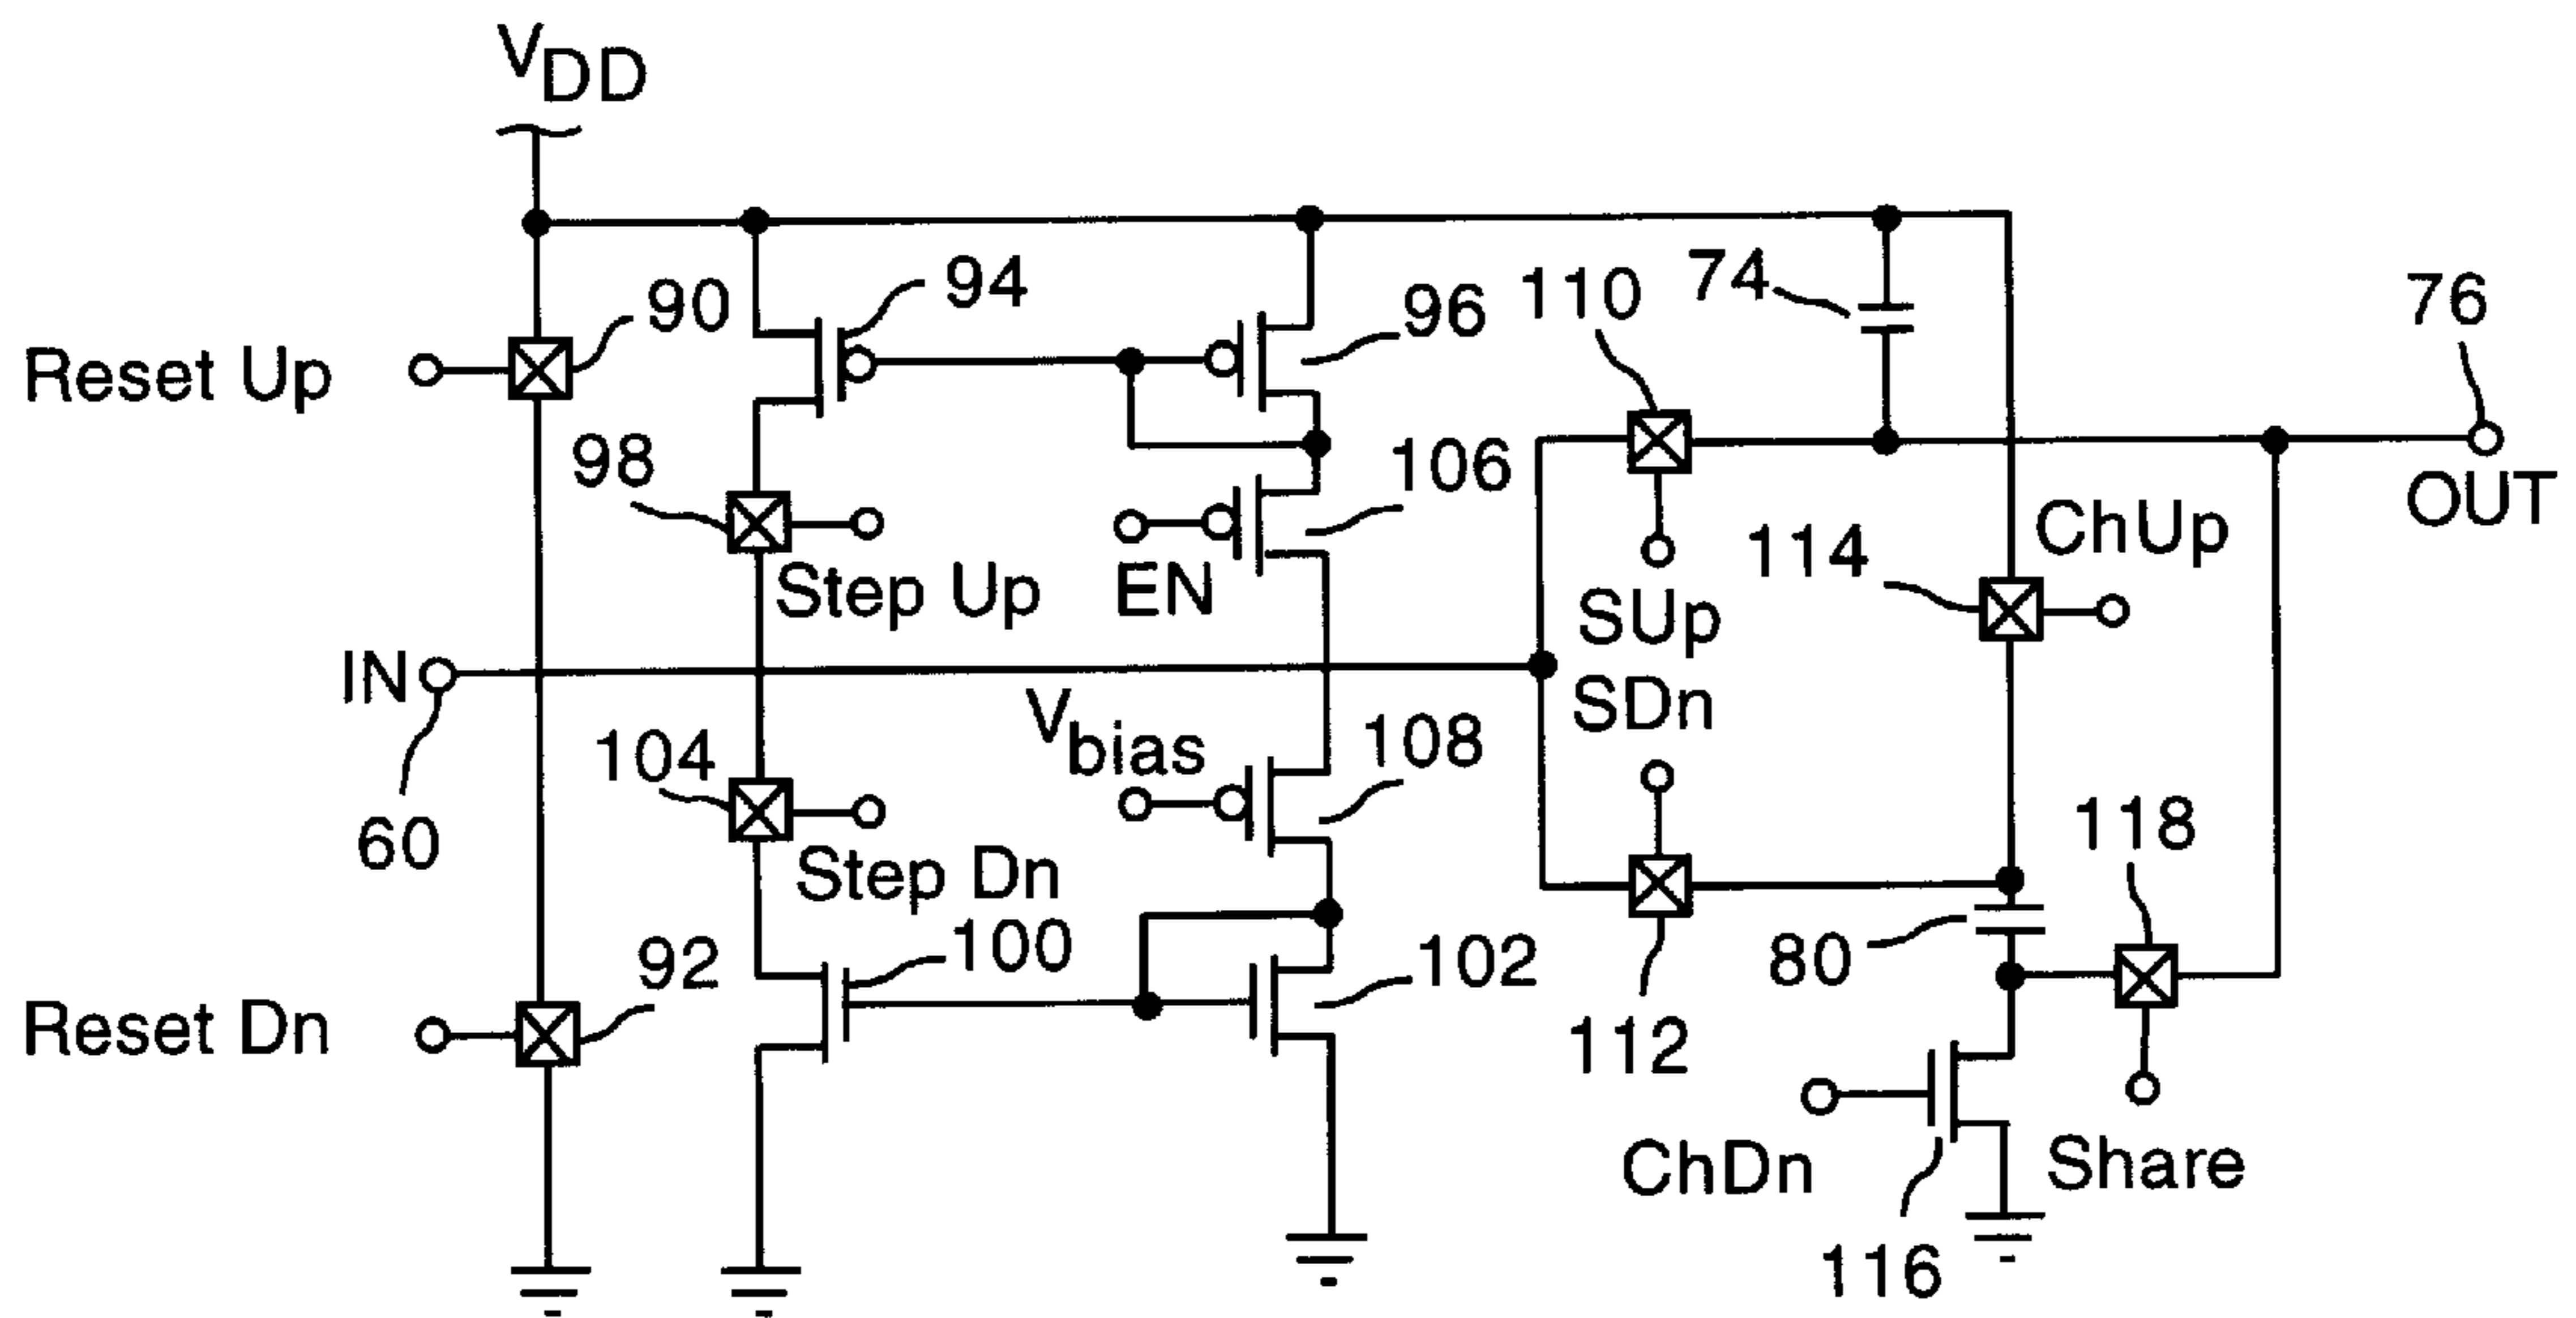 VDD
94
90
96
110
74
76
Reset Up
98
106
OUT
114
ChUp
Step Up
EN
SUp
IN
SDn
Vbias
108
104
60
118
Step Dn
92
100
102
80
Reset Dn
112
ChDn
Share
116